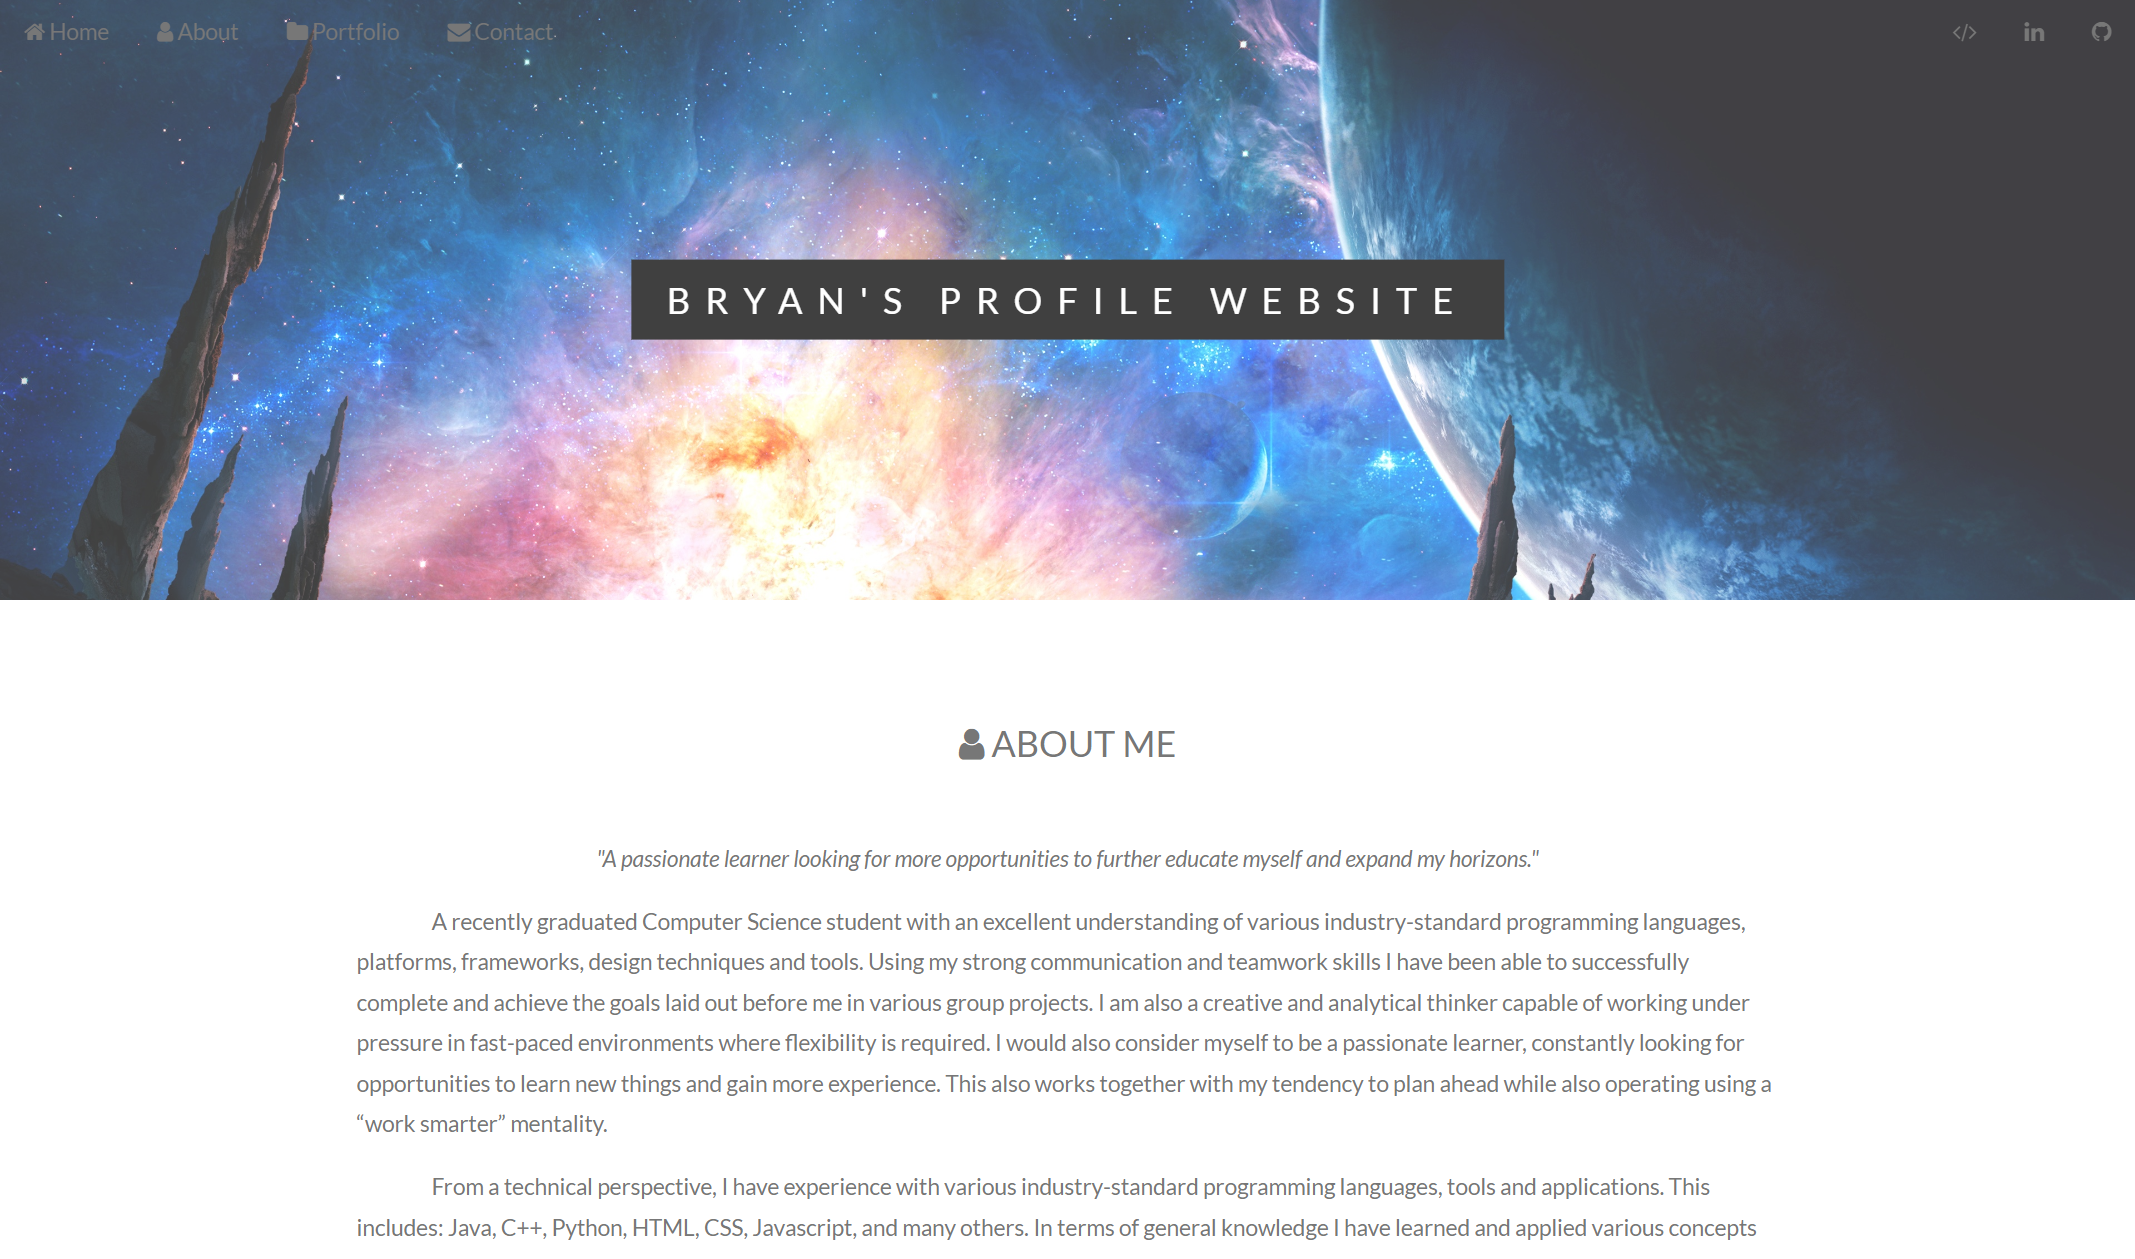 Home About Portfolio Contact
BRYAN'S PROFILE WEBSITE
ABOUT ME
"A passionate learner looking for more opportunities to further educate myself and expand my horizons."
A recently graduated Computer Science student with an excellent understanding of various industry-standard programming languages,
platforms, frameworks, design techniques and tools. Using my strong communication and teamwork skills I have been able to successfully
complete and achieve the goals laid out before me in various group projects. I am also a creative and analytical thinker capable of working under
pressure in fast-paced environments where flexibility is required. I would also consider myself to be a passionate learner, constantly looking for
opportunities to learn new things and gain more experience. This also works together with my tendency to plan ahead while also operating using a
“work smarter” mentality.
From a technical perspective, I have experience with various industry-standard programming languages, tools and applications. This
includes: Java, C++, Python, HTML, CSS, Javascript, and many others. In terms of general knowledge I have learned and applied various concepts